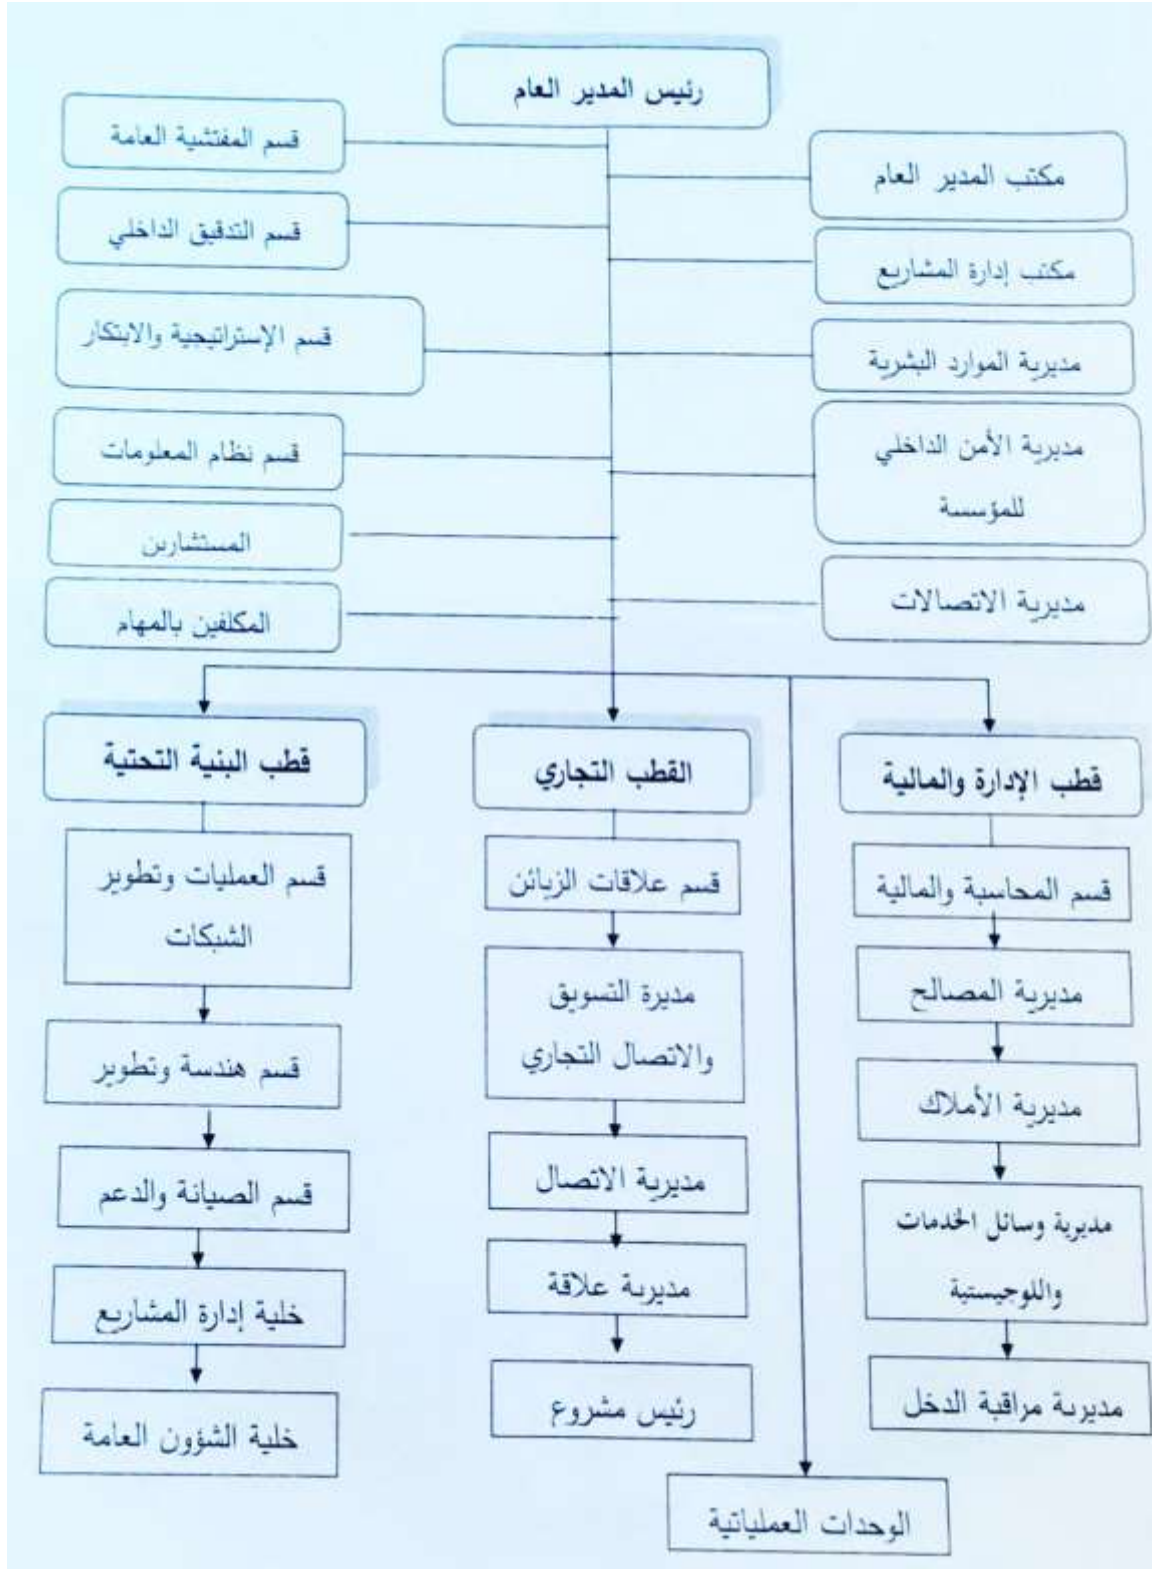 رئيس المدير العام
مكتب المدير العام
قسم المفتشية العامة
مكتب إدارة المشاريع
قسم التدقيق الداخلي
مديرية الموارد البشرية
قسم الإستراتيجية والابتكار
مديرية الأمن الداخلي
للمؤسسة
قسم نظام المعلومات
المستشارين
مديرية الاتصالات
المكلفين بالمهام
قطب الإدارة والمالية
قسم المحاسبة والمالية
مديرية المصالح
مديرية الأملاك
مديرية وسائل الخدمات
واللوجيستية
مديرية مراقبة الدخل
القطب التجاري
قسم علاقات الزبائن
مديرة التسويق
والاتصال التجاري
مديرية الاتصال
مديرية علاقة
رئيس مشروع
قطب البنية التحتية
قسم العمليات وتطوير
الشبكات
قسم هندسة وتطوير
قسم الصيانة والدعم
خلية إدارة المشاريع
خلية الشؤون العامة
الوحدات العملياتية